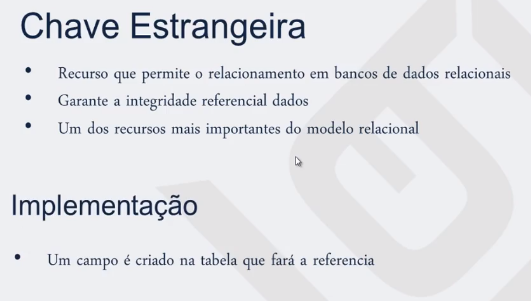 Chave Estrangeira
• Recurso que permite o relacionamento em bancos de dados relacionais
• Garante a integridade referencial dados
• Um dos recursos mais importantes do modelo relacional
Implementação
• Um campo é criado na tabela que fará a referencia